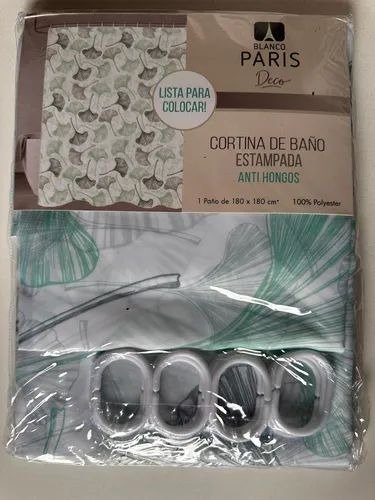 BLANCO
PARIS
Deco
LISTA PARA
COLOCAR!
CORTINA DE BAÑO
ESTAMPADA
ANTI HONGOS
1 Paño de 180 x 180 cm* 100% Polyester